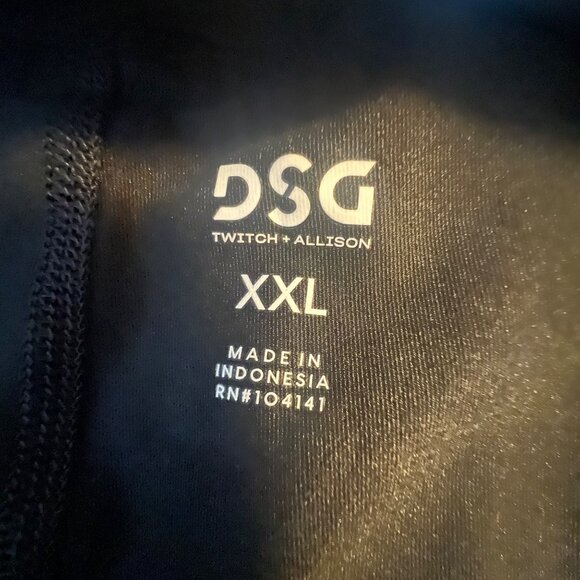 DSG
TWITCH + ALLISON
XXL
MADE IN
INDONESIA
RN#104141